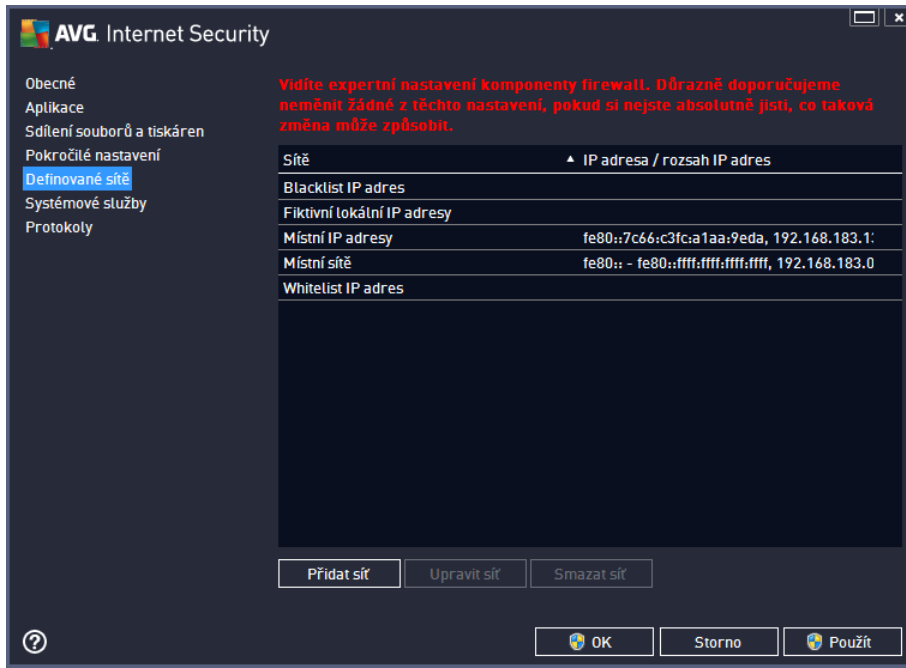 AVG. Internet Security
Obecné
Aplikace
Sdílení souborů a tiskáren
Pokročilé nastavení
Definované sítě
Systémové služby
Protokoly
Vidíte expertní nastavení komponenty firewall. Důrazně doporučujeme
neměnit žádné z těchto nastavení, pokud si nejste absolutně jisti, co taková
změna může způsobit.
Sítě IP adresa / rozsah IP adres
Blacklist IP adres
Fiktivní lokální IP adresy
Místní IP adresy fe80::7c66:c3fc:a1aa:9eda, 192.168.183.1
Místní sítě fe80:: - fe80::ffff:ffff:ffff:ffff, 192.168.183.0
Whitelist IP adres
Přidat síť Upravit síť Smazat síť
? OK Storno Použít